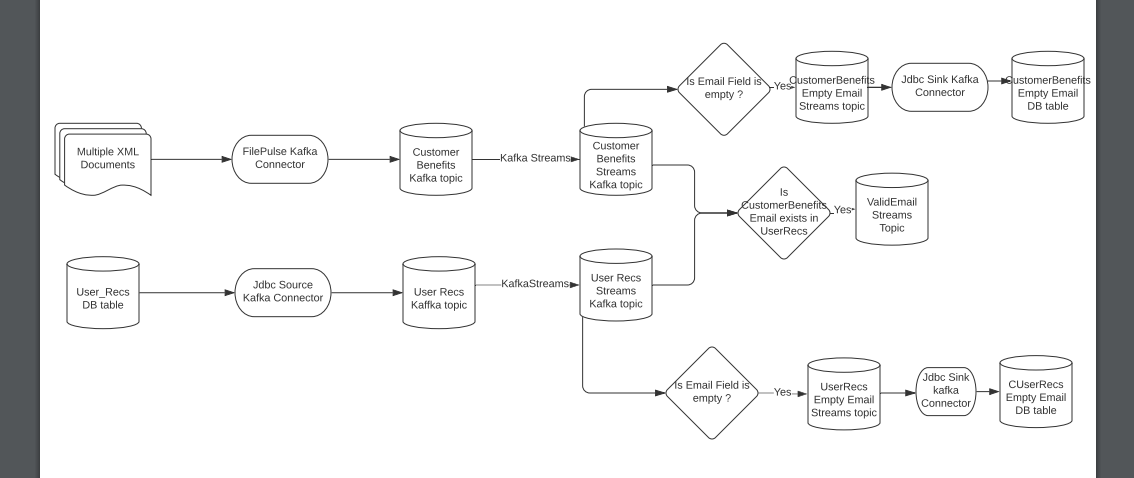 Is Email Field is
empty ?
Yes
CustomerBenefits
Empty Email
Streams topic
Jdbc Sink Kafka
Connector
CustomerBenefits
Empty Email
DB table
Multiple XML
Documents
FilePulse Kafka
Connector
Customer
Benefits
Kafka topic
Kafka Streams
Customer
Benefits
Streams
Kafka topic
Is
CustomerBenefits
Email exists in
UserRecs
Yes
ValidEmail
Streams
Topic
User_Recs
DB table
Jdbc Source
Kafka Connector
User Recs
Kaffka topic
KafkaStreams
User Recs
Streams
Kafka topic
Is Email Field is
empty ?
Yes
UserRecs
Empty Email
Streams topic
Jdbc Sink
kafka
Connector
CUserRecs
Empty Email
DB table